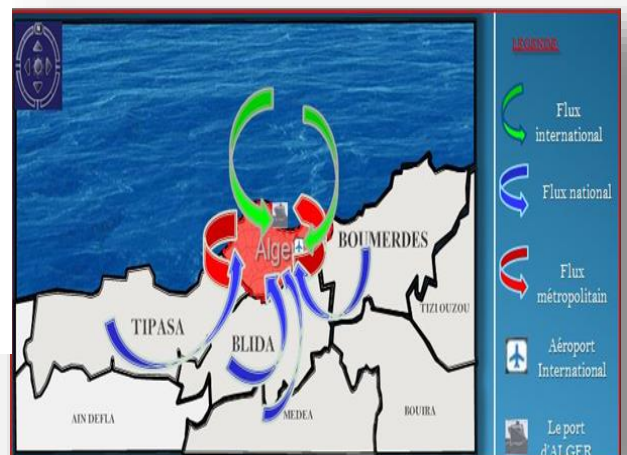 LÉGENDE
Flux
international
Flux national
Flux
métropolitain
Aéroport
International
Le port
d'ALGER
Alger
BOUMERDES
TIZI OUZOU
TIPASA
BLIDA
AIN DEFLA
MEDEA
BOUIRA